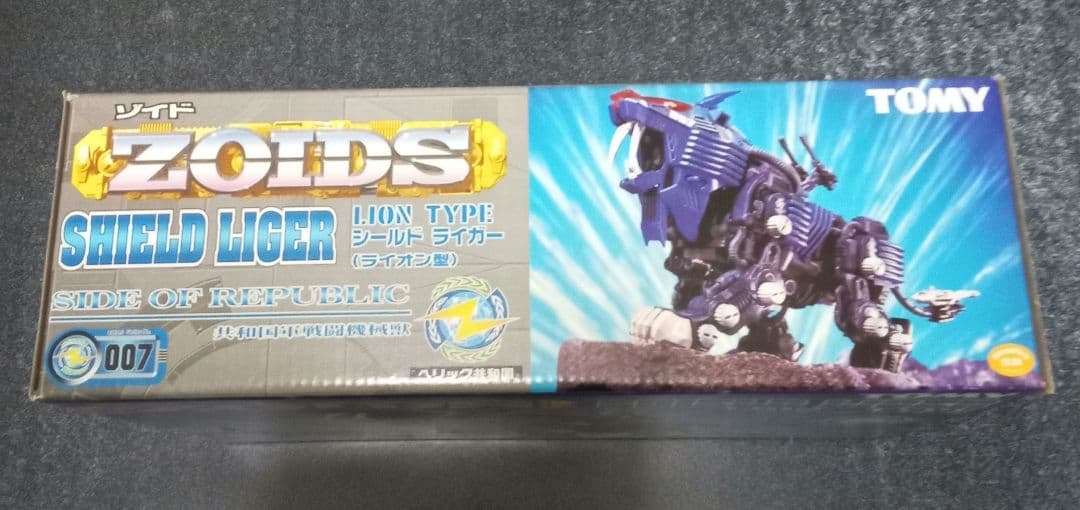 ゾイド
ZOIDS
SHIELD LIGER
LION TYPE
シールド ライガー
(ライオン型)
SIDE OF REPUBLIC
共和国軍戦闘機械獣
007
ヘリック共和国
TOMY